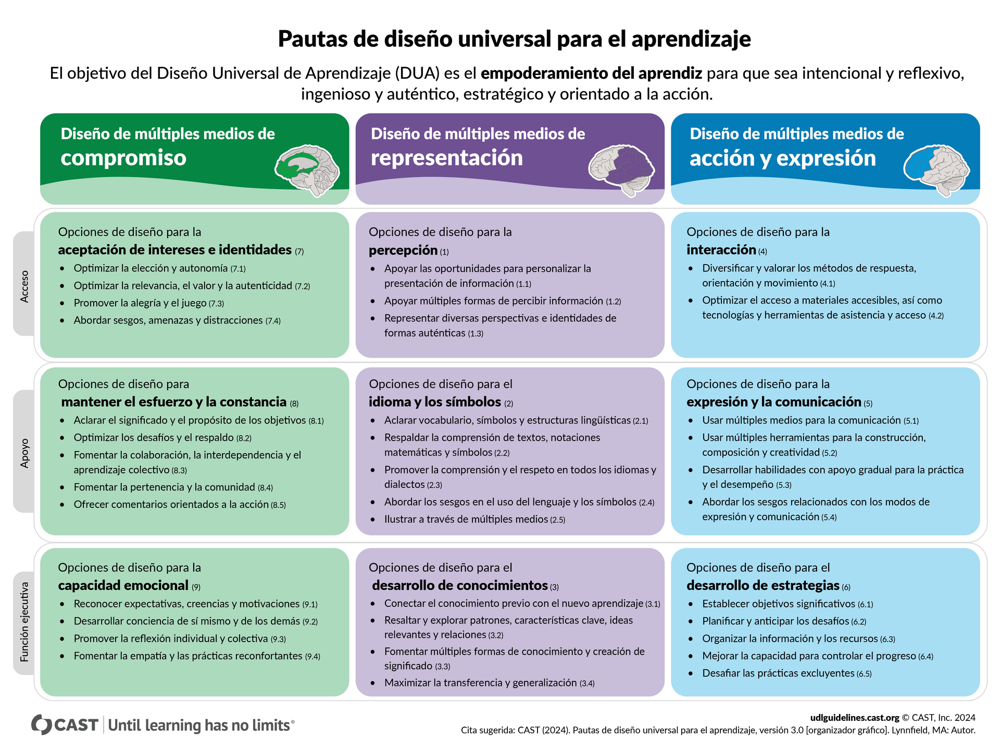 Pautas de diseño universal para el aprendizaje
El objetivo del Diseño Universal de Aprendizaje (DUA) es el empoderamiento del aprendiz para que sea intencional y reflexivo,
ingenioso y auténtico, estratégico y orientado a la acción.
Diseño de múltiples medios de
compromiso
Diseño de múltiples medios de
representación
Diseño de múltiples medios de
acción y expresión
Acceso
Opciones de diseño para la
aceptación de intereses e identidades (7)
• Optimizar la elección y autonomía (7.1)
• Optimizar la relevancia, el valor y la autenticidad (7.2)
• Promover la alegría y el juego (7.3)
• Abordar sesgos, amenazas y distracciones (7.4)
Opciones de diseño para la
percepción (1)
• Apoyar las oportunidades para personalizar la
presentación de información (1.1)
• Apoyar múltiples formas de percibir información (1.2)
• Representar diversas perspectivas e identidades de
formas auténticas (1.3)
Opciones de diseño para la
interacción (4)
• Diversificar y valorar los métodos de respuesta,
orientación y movimiento (4.1)
• Optimizar el acceso a materiales accesibles, así como
tecnologías y herramientas de asistencia y acceso (4.2)
Apoyo
Opciones de diseño para
mantener el esfuerzo y la constancia (8)
• Aclarar el significado y el propósito de los objetivos (8.1)
• Optimizar los desafíos y el respaldo (8.2)
• Fomentar la colaboración, la interdependencia y el
aprendizaje colectivo (8.3)
• Fomentar la pertenencia y la comunidad (8.4)
• Ofrecer comentarios orientados a la acción (8.5)
Opciones de diseño para el
idioma y los símbolos (2)
• Aclarar vocabulario, símbolos y estructuras lingüísticas (2.1)
• Respaldar la comprensión de textos, notaciones
matemáticas y símbolos (2.2)
• Promover la comprensión y el respeto en todos los idiomas y
dialectos (2.3)
• Abordar los sesgos en el uso del lenguaje y los símbolos (2.4)
• Ilustrar a través de múltiples medios (2.5)
Opciones de diseño para la
expresión y la comunicación (5)
• Usar múltiples medios para la comunicación (5.1)
• Usar múltiples herramientas para la construcción,
composición y creatividad (5.2)
• Desarrollar habilidades con apoyo gradual para la práctica
y el desempeño (5.3)
• Abordar los sesgos relacionados con los modos de
expresión y comunicación (5.4)
Función ejecutiva
Opciones de diseño para la
capacidad emocional (9)
• Reconocer expectativas, creencias y motivaciones (9.1)
• Desarrollar conciencia de sí mismo y de los demás (9.2)
• Promover la reflexión individual y colectiva (9.3)
• Fomentar la empatía y las prácticas reconfortantes (9.4)
Opciones de diseño para el
desarrollo de conocimientos (3)
• Conectar el conocimiento previo con el nuevo aprendizaje (3.1)
• Resaltar y explorar patrones, características clave, ideas
relevantes y relaciones (3.2)
• Fomentar múltiples formas de conocimiento y creación de
significado (3.3)
• Maximizar la transferencia y generalización (3.4)
Opciones de diseño para el
desarrollo de estrategias (6)
• Establecer objetivos significativos (6.1)
• Planificar y anticipar los desafíos (6.2)
• Organizar la información y los recursos (6.3)
• Mejorar la capacidad para controlar el progreso (6.4)
• Desafiar las prácticas excluyentes (6.5)
CAST | Until learning has no limits®
udlguidelines.cast.org © CAST, Inc. 2024
Cita sugerida: CAST (2024). Pautas de diseño universal para el aprendizaje, versión 3.0 [organizador gráfico]. Lynnfield, MA: Autor.